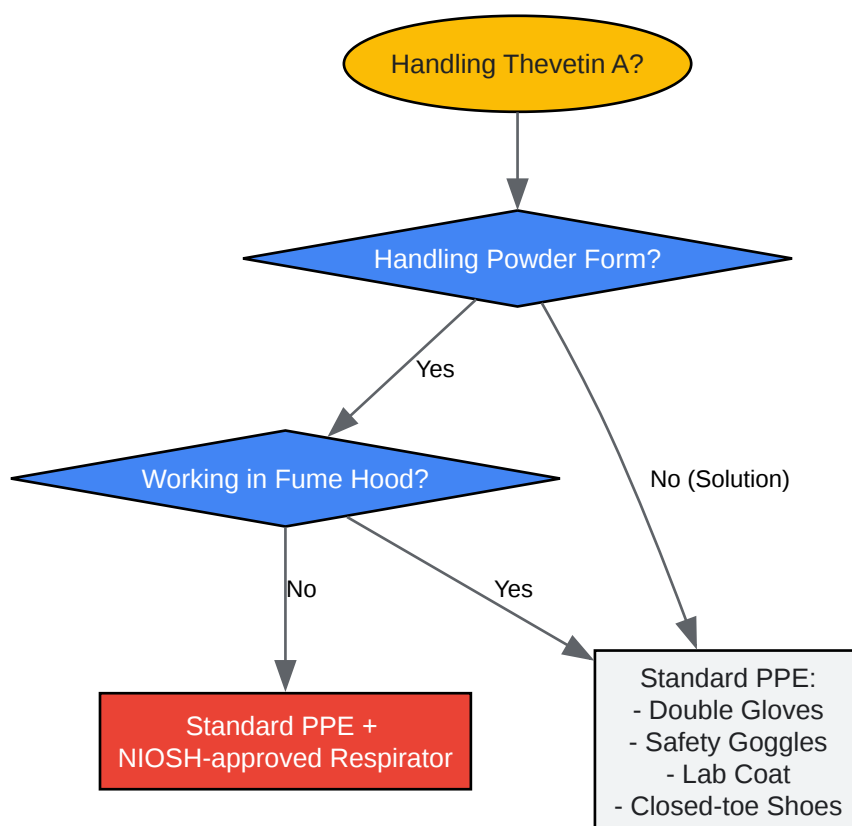 Handling Thevetin A?
Handling Powder Form?
Yes
Working in Fume Hood?
No (Solution)
No
Yes
Standard PPE +
NIOSH-approved Respirator
Standard PPE:
- Double Gloves
- Safety Goggles
- Lab Coat
- Closed-toe Shoes